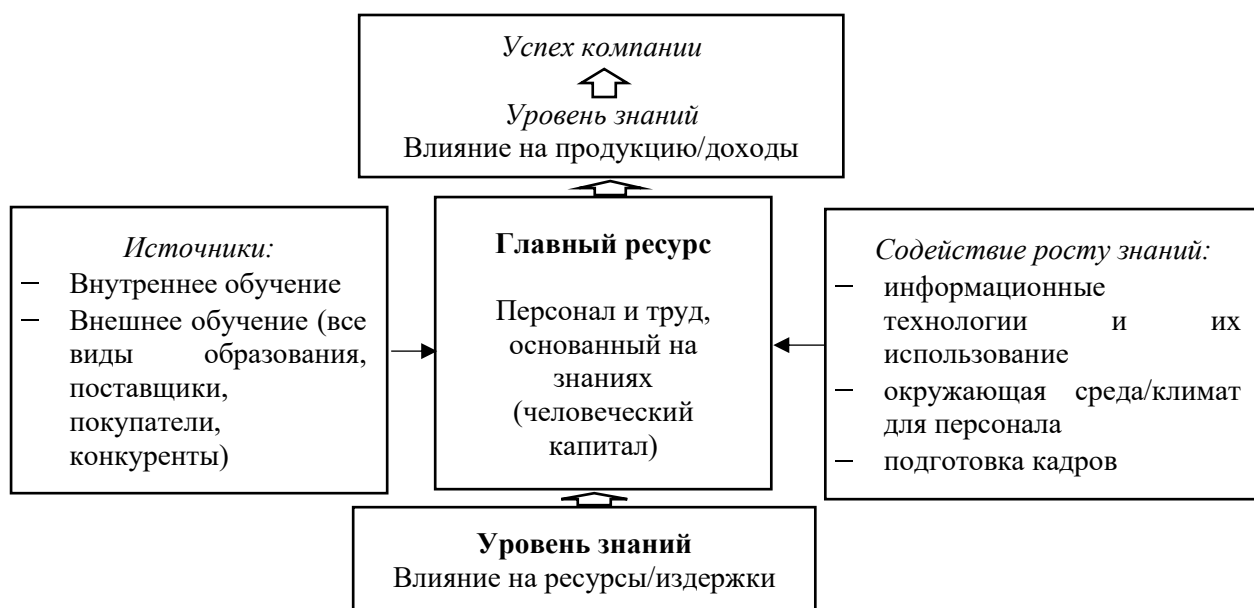 Успех компании
Уровень знаний
Влияние на продукцию/доходы
Источники:
— Внутреннее обучение
— Внешнее обучение (все
виды образования,
поставщики,
покупатели,
конкуренты)
Главный ресурс
Персонал и труд,
основанный на
знаниях
(человеческий
капитал)
Содействие росту знаний:
— информационные
технологии и их
использование
— окружающая среда/климат
для персонала
— подготовка кадров
Уровень знаний
Влияние на ресурсы/издержки